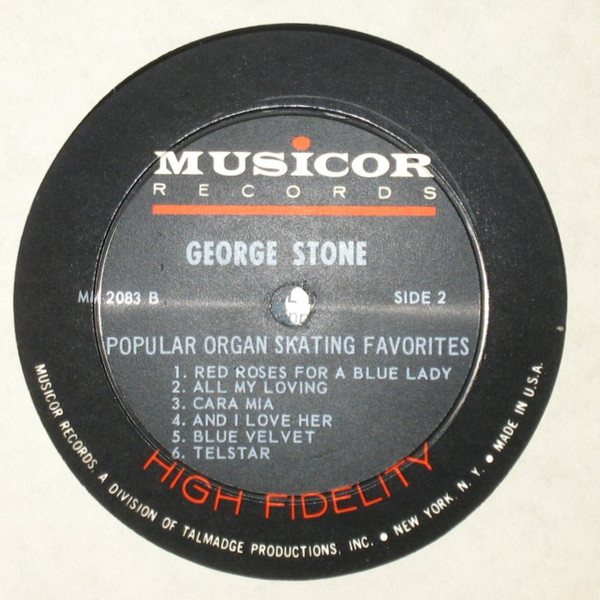 MUSICOR
RECORDS
GEORGE STONE
MM 2083 B
SIDE 2
POPULAR ORGAN SKATING FAVORITES
1. RED ROSES FOR A BLUE LADY
2. ALL MY LOVING
3. CARA MIA
4. AND I LOVE HER
5. BLUE VELVET
6. TELSTAR
HIGH FIDELITY
MUSICOR RECORDS, A DIVISION OF TALMADGE PRODUCTIONS, INC. ● NEW YORK, N. Y. ● MADE IN U.S.A.